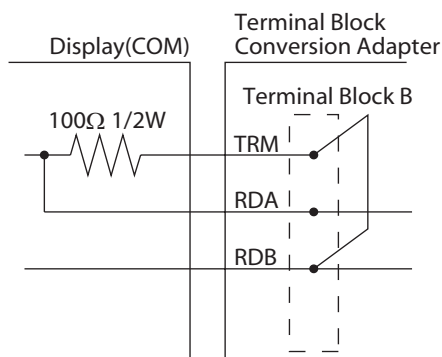 Display(COM)
Terminal Block
Conversion Adapter
Terminal Block B
100Ω 1/2W
TRM
RDA
RDB